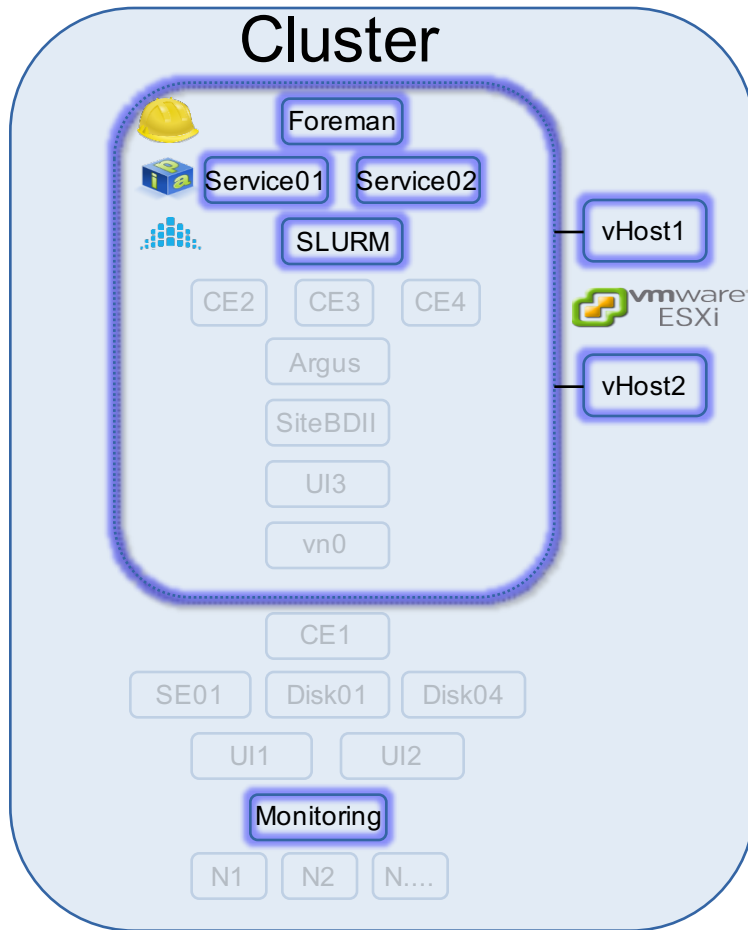 Cluster
Foreman
ipa
Service01 Service02
SLURM
vHost1
CE2 CE3 CE4
vmware®
ESXi
Argus
vHost2
SiteBDII
UI3
vn0
CE1
SE01 Disk01 Disk04
UI1 UI2
Monitoring
N1 N2 N....